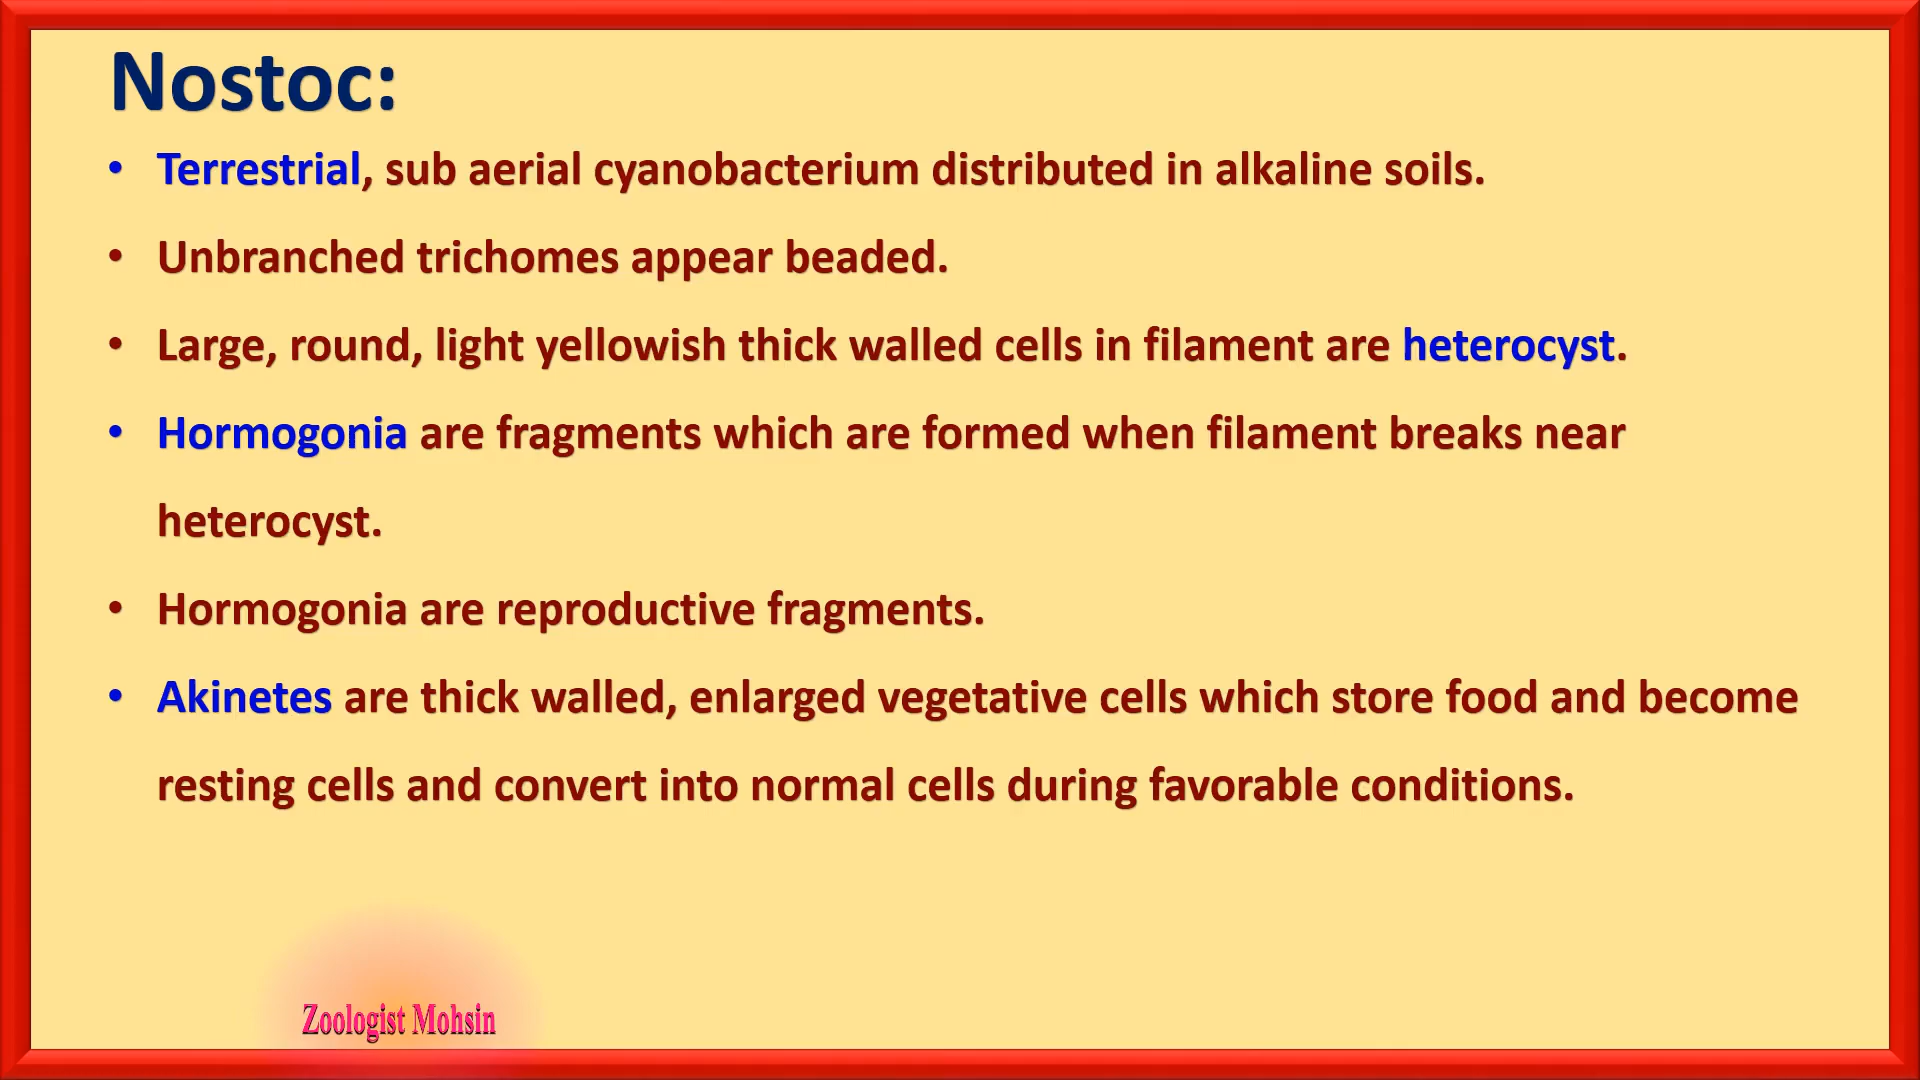 Nostoc:
• Terrestrial, sub aerial cyanobacterium distributed in alkaline soils.
• Unbranched trichomes appear beaded.
• Large, round, light yellowish thick walled cells in filament are heterocyst.
• Hormogonia are fragments which are formed when filament breaks near
heterocyst.
• Hormogonia are reproductive fragments.
• Akinetes are thick walled, enlarged vegetative cells which store food and become
resting cells and convert into normal cells during favorable conditions.
Zoologist Mohsin